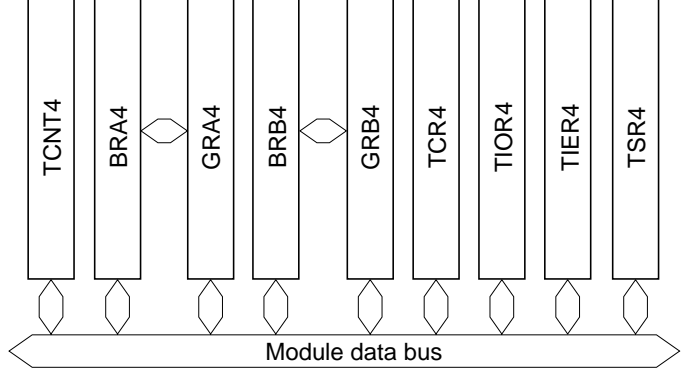 TCNT4
BRA4
GRA4
BRB4
GRB4
TCR4
TIOR4
TIER4
TSR4
Module data bus